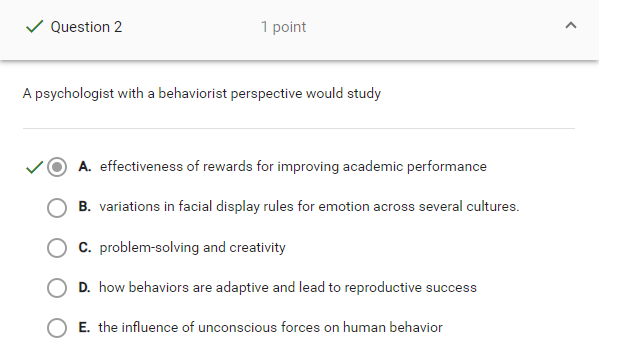 Question 2 1 point
A psychologist with a behaviorist perspective would study
A. effectiveness of rewards for improving academic performance
B. variations in facial display rules for emotion across several cultures.
C. problem-solving and creativity
D. how behaviors are adaptive and lead to reproductive success
E. the influence of unconscious forces on human behavior